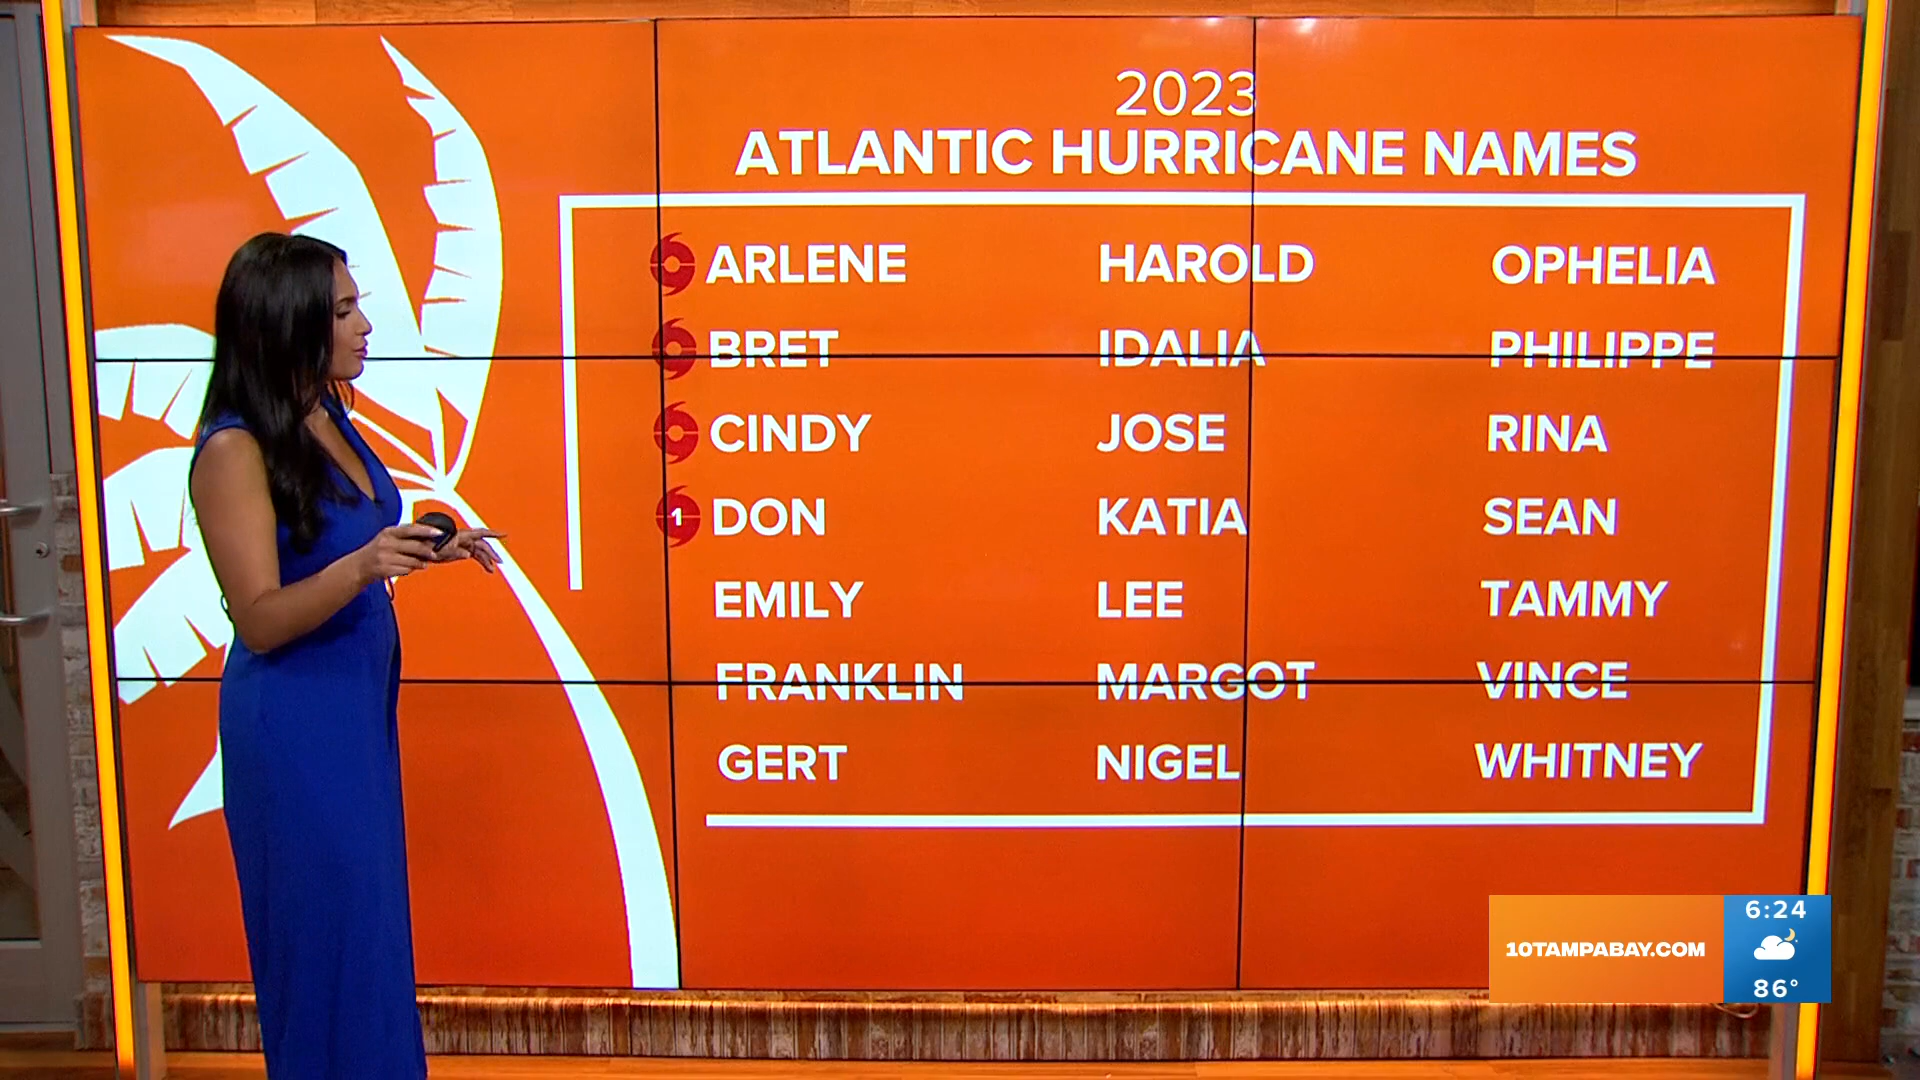 2023
ATLANTIC HURRICANE NAMES
ARLENE
BRET
CINDY
1 DON
EMILY
FRANKLIN
GERT
HAROLD
IDALIA
JOSE
KATIA
LEE
MARGOT
NIGEL
OPHELIA
PHILIPPE
RINA
SEAN
TAMMY
VINCE
WHITNEY
10TAMPABAY.COM
6:24
86°